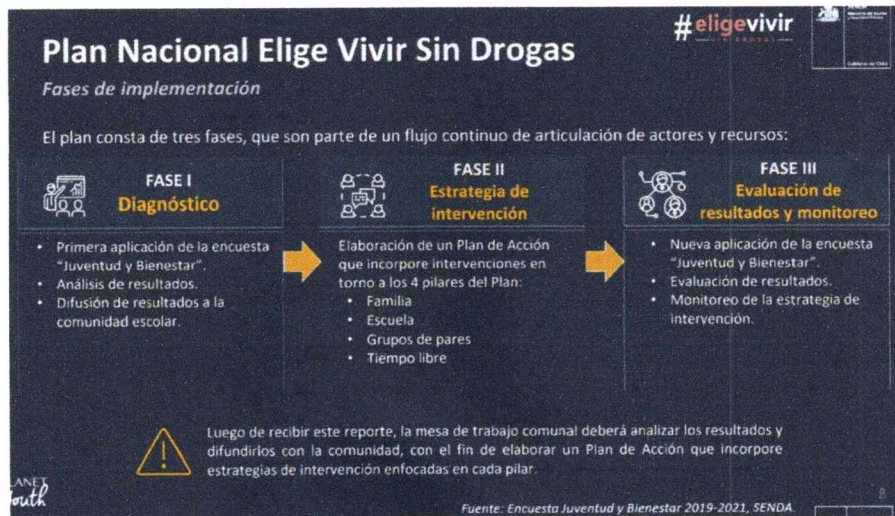 #eligevivir
SIN DROGAS
Gobierno de Chile
Plan Nacional Elige Vivir Sin Drogas
Fases de implementación
El plan consta de tres fases, que son parte de un flujo continuo de articulación de actores y recursos:
FASE I
Diagnóstico
• Primera aplicación de la encuesta
"Juventud y Bienestar".
• Análisis de resultados.
• Difusión de resultados a la
comunidad escolar.
FASE II
Estrategia de
intervención
Elaboración de un Plan de Acción
que incorpore intervenciones en
torno a los 4 pilares del Plan:
• Familia
• Escuela
• Grupos de pares
• Tiempo libre
FASE III
Evaluación de
resultados y monitoreo
• Nueva aplicación de la encuesta
"Juventud y Bienestar".
• Evaluación de resultados.
• Monitoreo de la estrategia de
intervención.
Luego de recibir este reporte, la mesa de trabajo comunal deberá analizar los resultados y
difundirlos con la comunidad, con el fin de elaborar un Plan de Acción que incorpore
estrategias de intervención enfocadas en cada pilar.
LANET
outh
Fuente: Encuesta Juventud y Bienestar 2019-2021, SENDA.